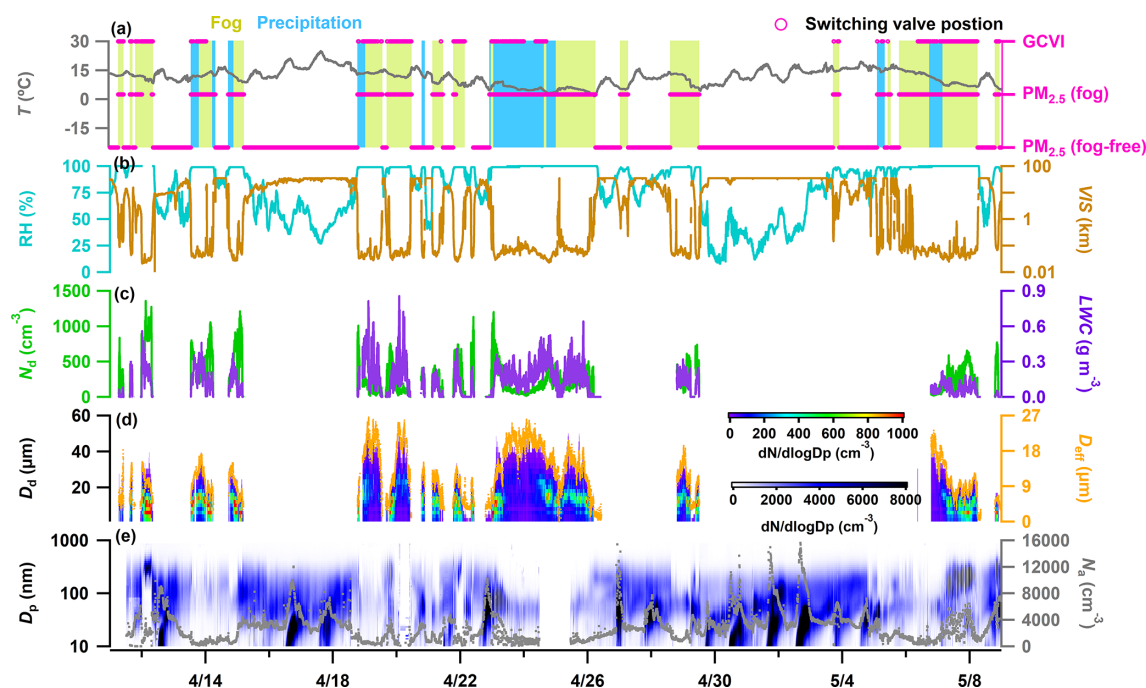 Fog Precipitation
Switching valve postion
(a)
30
15
0
-15
T (ºC)
GCVI
PM2.5 (fog)
PM2.5 (fog-free)
(b)
100
75
50
25
0
RH (%)
100
1
0.01
VIS (km)
(c)
1500
1000
500
0
Nd (cm-3)
0.9
0.6
0.3
0.0
LWC (g m-3)
(d)
60
40
20
Dd (µm)
27
18
9
0
Deff (µm)
0 200 400 600 800 1000
dN/dlogDp (cm-3)
0 2000 4000 6000 8000
dN/dlogDp (cm-3)
(e)
1000
100
10
Dp (nm)
16000
12000
8000
4000
0
Na (cm-3)
4/14 4/18 4/22 4/26 4/30 5/4 5/8